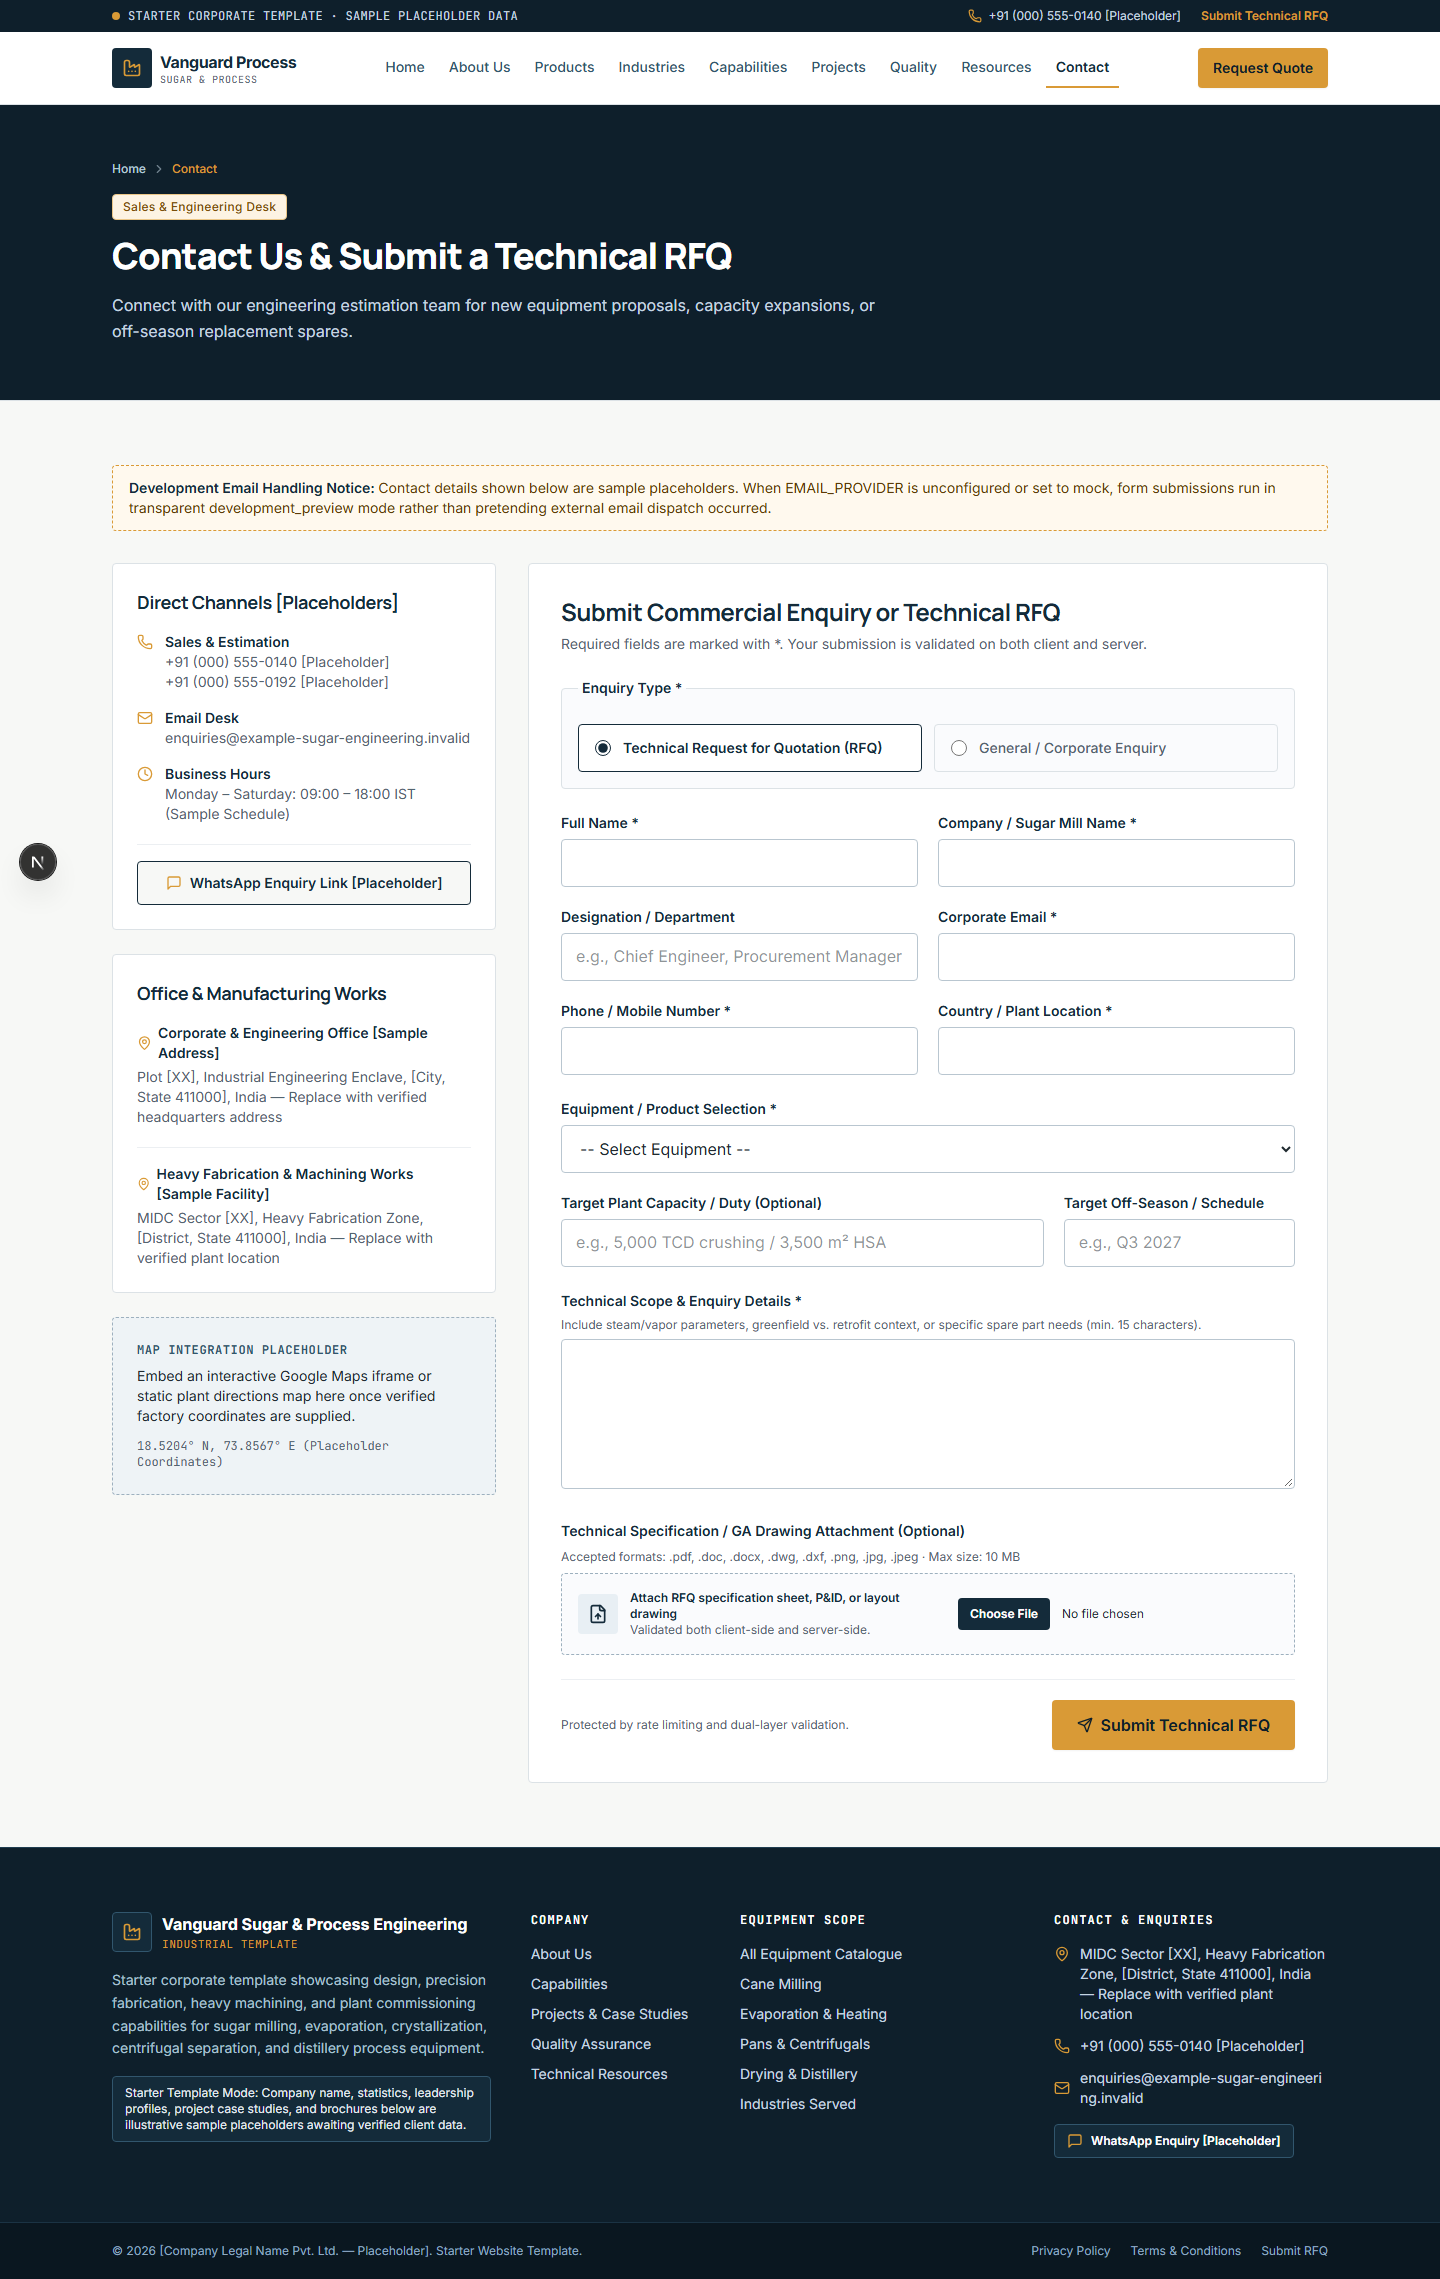 STARTER CORPORATE TEMPLATE · SAMPLE PLACEHOLDER DATA
+91 (000) 555-0140 [Placeholder]
Submit Technical RFQ
Vanguard Process
SUGAR & PROCESS
Home
About Us
Products
Industries
Capabilities
Projects
Quality
Resources
Contact
Request Quote
Home
Contact
Sales & Engineering Desk
Contact Us & Submit a Technical RFQ
Connect with our engineering estimation team for new equipment proposals, capacity expansions, or
off-season replacement spares.
Development Email Handling Notice: Contact details shown below are sample placeholders. When EMAIL_PROVIDER is unconfigured or set to mock, form submissions run in
transparent development_preview mode rather than pretending external email dispatch occurred.
Direct Channels [Placeholders]
Sales & Estimation
+91 (000) 555-0140 [Placeholder]
+91 (000) 555-0192 [Placeholder]
Email Desk
enquiries@example-sugar-engineering.invalid
Business Hours
Monday – Saturday: 09:00 – 18:00 IST
(Sample Schedule)
WhatsApp Enquiry Link [Placeholder]
N
Office & Manufacturing Works
Corporate & Engineering Office [Sample
Address]
Plot [XX], Industrial Engineering Enclave, [City,
State 411000], India — Replace with verified
headquarters address
Heavy Fabrication & Machining Works
[Sample Facility]
MIDC Sector [XX], Heavy Fabrication Zone,
[District, State 411000], India — Replace with
verified plant location
MAP INTEGRATION PLACEHOLDER
Embed an interactive Google Maps iframe or
static plant directions map here once verified
factory coordinates are supplied.
18.5204° N, 73.8567° E (Placeholder
Coordinates)
Submit Commercial Enquiry or Technical RFQ
Required fields are marked with *. Your submission is validated on both client and server.
Enquiry Type *
Technical Request for Quotation (RFQ)
General / Corporate Enquiry
Full Name *
Company / Sugar Mill Name *
Designation / Department
Corporate Email *
e.g., Chief Engineer, Procurement Manager
Phone / Mobile Number *
Country / Plant Location *
Equipment / Product Selection *
-- Select Equipment --
Target Plant Capacity / Duty (Optional)
Target Off-Season / Schedule
e.g., 5,000 TCD crushing / 3,500 m² HSA
e.g., Q3 2027
Technical Scope & Enquiry Details *
Include steam/vapor parameters, greenfield vs. retrofit context, or specific spare part needs (min. 15 characters).
Technical Specification / GA Drawing Attachment (Optional)
Accepted formats: .pdf, .doc, .docx, .dwg, .dxf, .png, .jpg, .jpeg · Max size: 10 MB
Attach RFQ specification sheet, P&ID, or layout
drawing
Validated both client-side and server-side.
Choose File
No file chosen
Protected by rate limiting and dual-layer validation.
Submit Technical RFQ
Vanguard Sugar & Process Engineering
INDUSTRIAL TEMPLATE
Starter corporate template showcasing design, precision
fabrication, heavy machining, and plant commissioning
capabilities for sugar milling, evaporation, crystallization,
centrifugal separation, and distillery process equipment.
Starter Template Mode: Company name, statistics, leadership
profiles, project case studies, and brochures below are
illustrative sample placeholders awaiting verified client data.
COMPANY
About Us
Capabilities
Projects & Case Studies
Quality Assurance
Technical Resources
EQUIPMENT SCOPE
All Equipment Catalogue
Cane Milling
Evaporation & Heating
Pans & Centrifugals
Drying & Distillery
Industries Served
CONTACT & ENQUIRIES
MIDC Sector [XX], Heavy Fabrication
Zone, [District, State 411000], India
— Replace with verified plant
location
+91 (000) 555-0140 [Placeholder]
enquiries@example-sugar-engineeri
ng.invalid
WhatsApp Enquiry [Placeholder]
© 2026 [Company Legal Name Pvt. Ltd. — Placeholder]. Starter Website Template.
Privacy Policy
Terms & Conditions
Submit RFQ